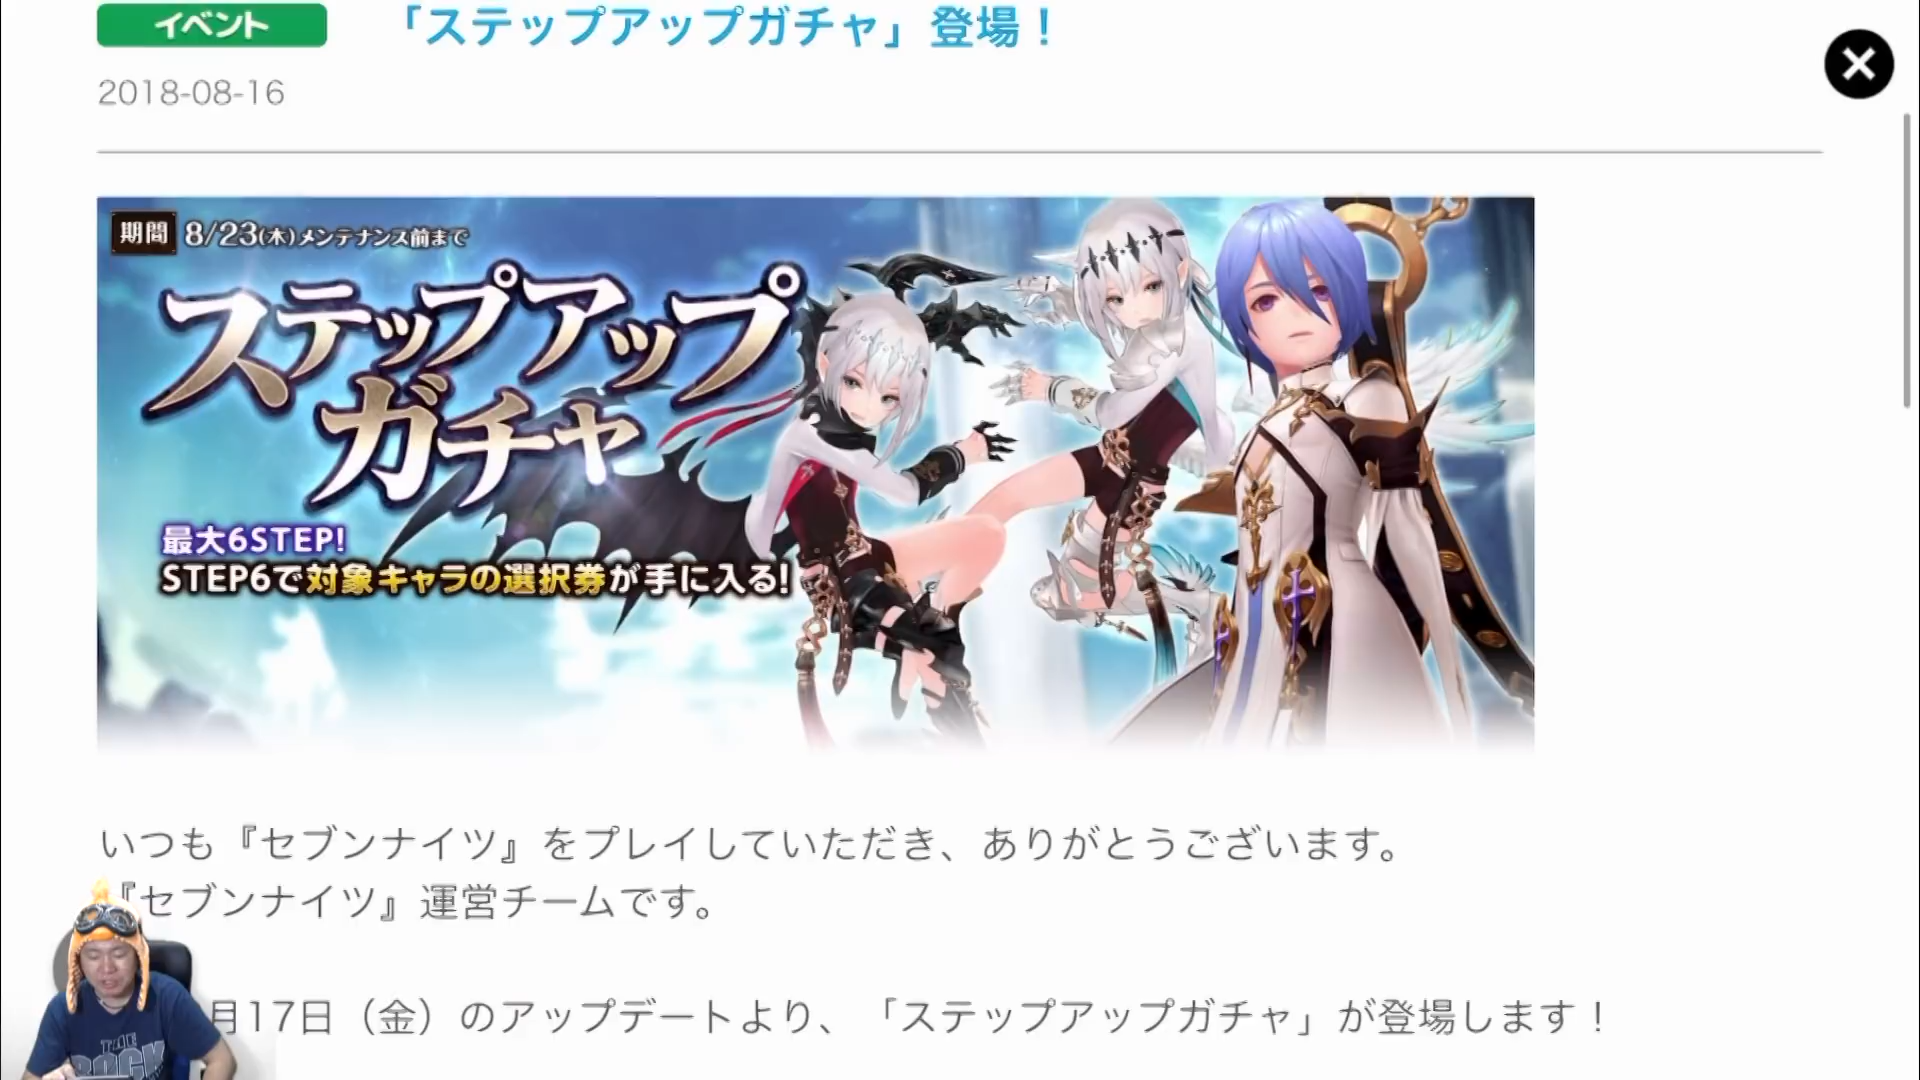 イベント
「ステップアップガチャ」登場！
2018-08-16
期間 8/23(木)メンテナンス前まで
ステップアップ
ガチャ
最大6STEP!
STEP6で対象キャラの選択券が手に入る!
いつも『セブンナイツ』をプレイしていただき、ありがとうございます。
『セブンナイツ』運営チームです。
月17日（金）のアップデートより、「ステップアップガチャ」が登場します！
THE
ROCK